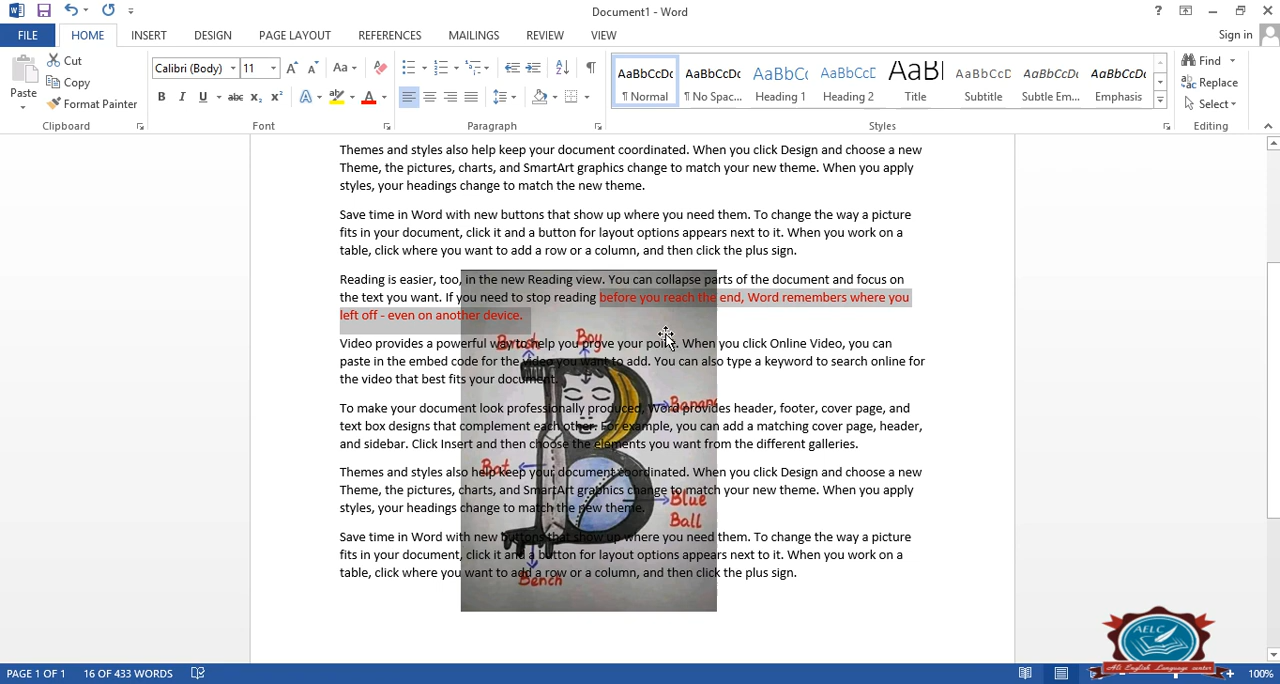 Document1 - Word
Sign in
FILE HOME INSERT DESIGN PAGE LAYOUT REFERENCES MAILINGS REVIEW VIEW
Paste
Cut
Copy
Format Painter
Clipboard
Calibri (Body) 11
Font
Paragraph
AaBbCcDc AaBbCcDc AaBbCc AaBbCcC AaBl AaBbCcC AaBbCcDc AaBbCcDc
¶ Normal ¶ No Spac... Heading 1 Heading 2 Title Subtitle Subtle Em... Emphasis
Styles
Find
Replace
Select
Editing
Themes and styles also help keep your document coordinated. When you click Design and choose a new
Theme, the pictures, charts, and SmartArt graphics change to match your new theme. When you apply
styles, your headings change to match the new theme.
Save time in Word with new buttons that show up where you need them. To change the way a picture
fits in your document, click it and a button for layout options appears next to it. When you work on a
table, click where you want to add a row or a column, and then click the plus sign.
Reading is easier, too, in the new Reading view. You can collapse parts of the document and focus on
the text you want. If you need to stop reading before you reach the end, Word remembers where you
left off - even on another device.
Video provides a powerful way to help you prove your point. When you click Online Video, you can
paste in the embed code for the video you want to add. You can also type a keyword to search online for
the video that best fits your document.
To make your document look professionally produced, Word provides header, footer, cover page, and
text box designs that complement each other. For example, you can add a matching cover page, header,
and sidebar. Click Insert and then choose the elements you want from the different galleries.
Themes and styles also help keep your document coordinated. When you click Design and choose a new
Theme, the pictures, charts, and SmartArt graphics change to match your new theme. When you apply
styles, your headings change to match the new theme.
Save time in Word with new buttons that show up where you need them. To change the way a picture
fits in your document, click it and a button for layout options appears next to it. When you work on a
table, click where you want to add a row or a column, and then click the plus sign.
Brush
Boy
Banana
Bat
Blue
Ball
Bench
AELC
Ali English Language center
PAGE 1 OF 1 16 OF 433 WORDS
100%